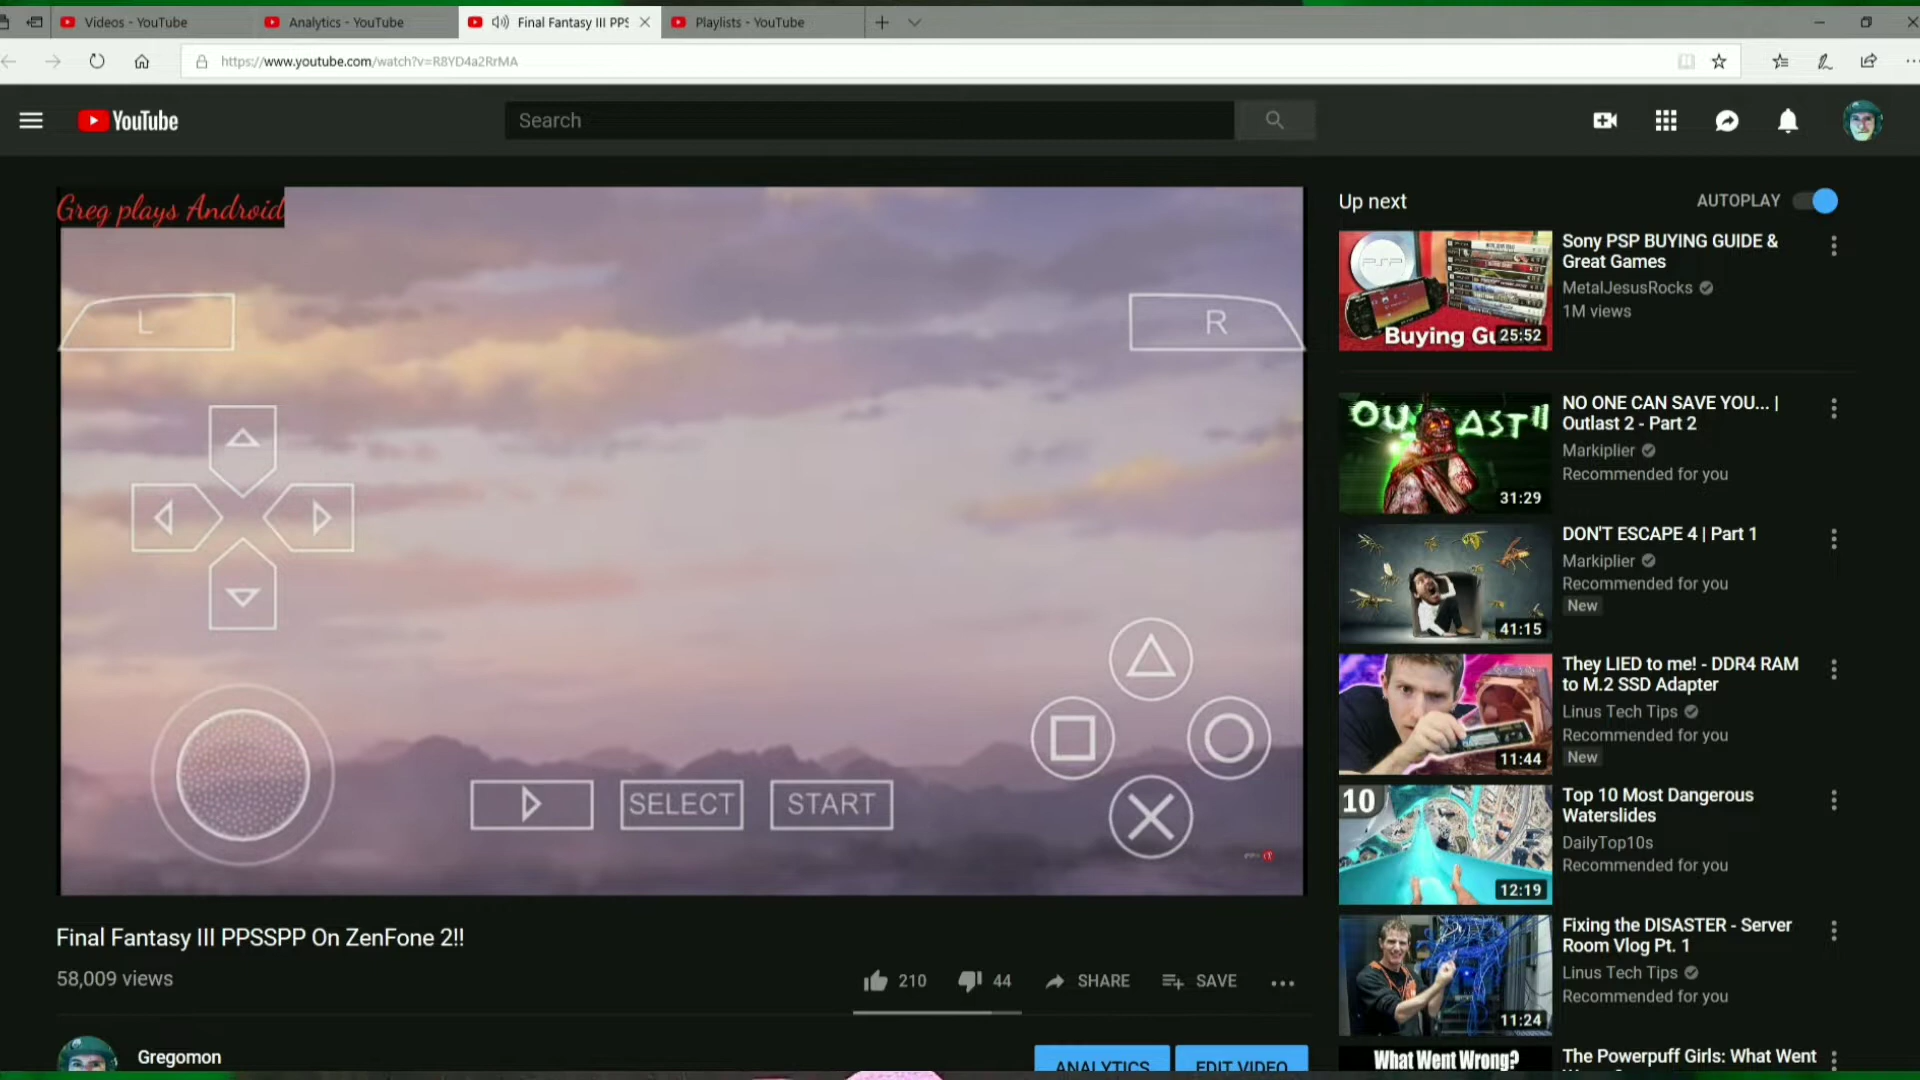 Videos - YouTube
Analytics - YouTube
Final Fantasy III PPS
Playlists - YouTube
https://www.youtube.com/watch?v=R8YD4a2RrMA
YouTube
Search
Greg plays Android
L
R
SELECT
START
Final Fantasy III PPSSPP On ZenFone 2!!
58,009 views
210
44
SHARE
SAVE
Gregomon
ANALYTICS
EDIT VIDEO
Up next
AUTOPLAY
PSP
Buying Gu
25:52
Sony PSP BUYING GUIDE &
Great Games
MetalJesusRocks
1M views
31:29
NO ONE CAN SAVE YOU... |
Outlast 2 - Part 2
Markiplier
Recommended for you
41:15
DON'T ESCAPE 4 | Part 1
Markiplier
Recommended for you
New
11:44
They LIED to me! - DDR4 RAM
to M.2 SSD Adapter
Linus Tech Tips
Recommended for you
New
10
12:19
Top 10 Most Dangerous
Waterslides
DailyTop10s
Recommended for you
11:24
Fixing the DISASTER - Server
Room Vlog Pt. 1
Linus Tech Tips
Recommended for you
What Went Wrong?
The Powerpuff Girls: What Went